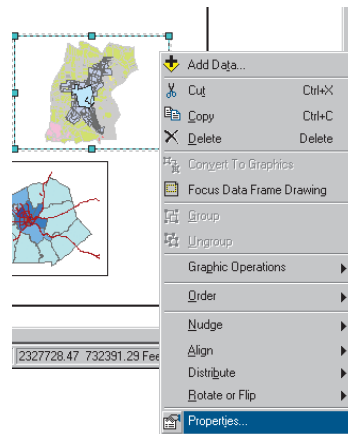 Add Data...
Cut Ctrl+X
Copy Ctrl+C
Delete Delete
Convert To Graphics
Focus Data Frame Drawing
Group
Ungroup
Graphic Operations
Order
Nudge
Align
Distribute
Rotate or Flip
2327728.47 732391.29 Fee
Properties...